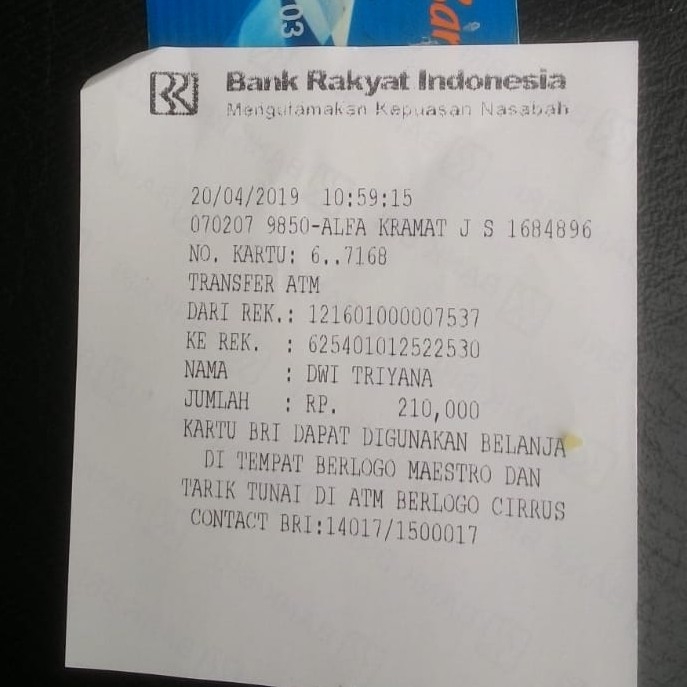 03
Bank Rakyat Indonesia
Mengutamakan Kepuasan Nasabah
20/04/2019 10:59:15
070207 9850-ALFA KRAMAT J S 1684896
NO. KARTU: 6..7168
TRANSFER ATM
DARI REK.: 121601000007537
KE REK. : 625401012522530
NAMA : DWI TRIYANA
JUMLAH : RP. 210,000
KARTU BRI DAPAT DIGUNAKAN BELANJA
DI TEMPAT BERLOGO MAESTRO DAN
TARIK TUNAI DI ATM BERLOGO CIRRUS
CONTACT BRI:14017/1500017